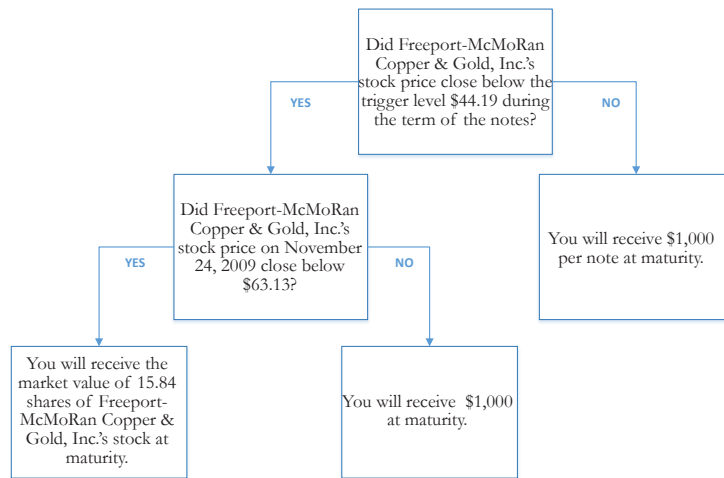 Did Freeport-McMoRan
Copper & Gold, Inc.'s
stock price close below the
trigger level $44.19 during
the term of the notes?
YES
NO
Did Freeport-McMoRan
Copper & Gold, Inc.'s
stock price on November
24, 2009 close below
$63.13?
You will receive $1,000
per note at maturity.
YES
NO
You will receive the
market value of 15.84
shares of Freeport-
McMoRan Copper &
Gold, Inc.'s stock at
maturity.
You will receive $1,000
at maturity.